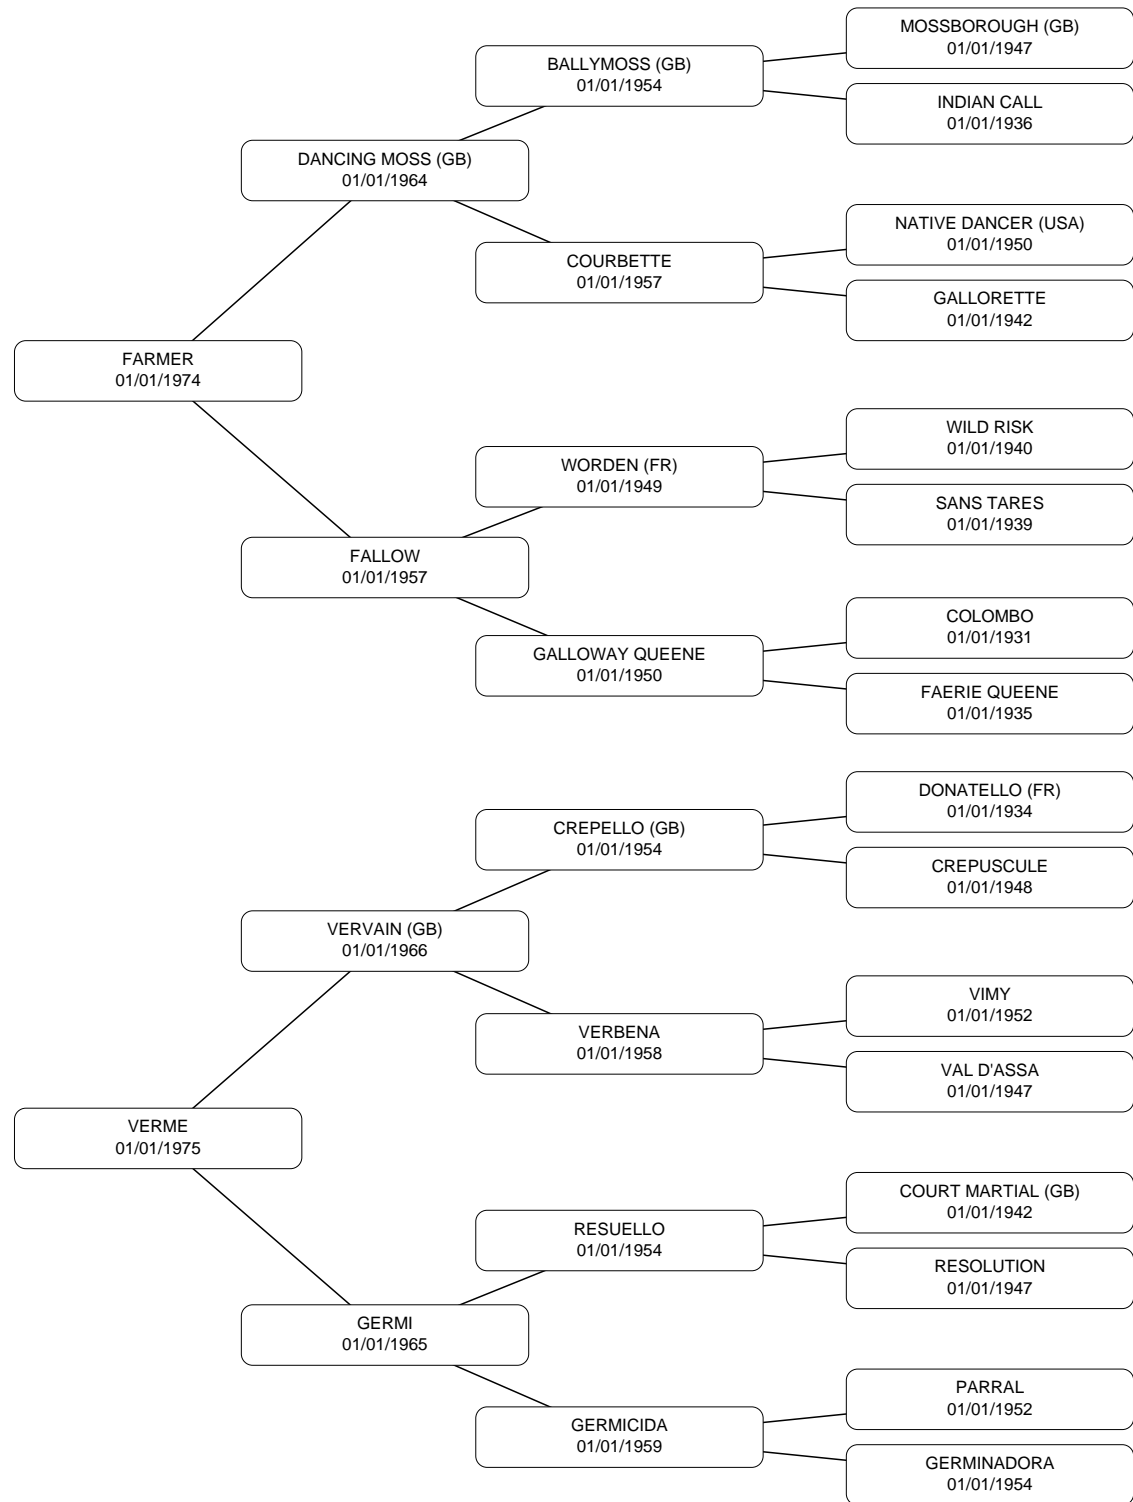 MOSSBOROUGH (GB)
01/01/1947
BALLYMOSS (GB)
01/01/1954
INDIAN CALL
01/01/1936
DANCING MOSS (GB)
01/01/1964
NATIVE DANCER (USA)
01/01/1950
COURBETTE
01/01/1957
GALLORETTE
01/01/1942
FARMER
01/01/1974
WILD RISK
01/01/1940
WORDEN (FR)
01/01/1949
SANS TARES
01/01/1939
FALLOW
01/01/1957
COLOMBO
01/01/1931
GALLOWAY QUEENE
01/01/1950
FAERIE QUEENE
01/01/1935
DONATELLO (FR)
01/01/1934
CREPELLO (GB)
01/01/1954
CREPUSCULE
01/01/1948
VERVAIN (GB)
01/01/1966
VIMY
01/01/1952
VERBENA
01/01/1958
VAL D'ASSA
01/01/1947
VERME
01/01/1975
COURT MARTIAL (GB)
01/01/1942
RESUELLO
01/01/1954
RESOLUTION
01/01/1947
GERMI
01/01/1965
PARRAL
01/01/1952
GERMICIDA
01/01/1959
GERMINADORA
01/01/1954